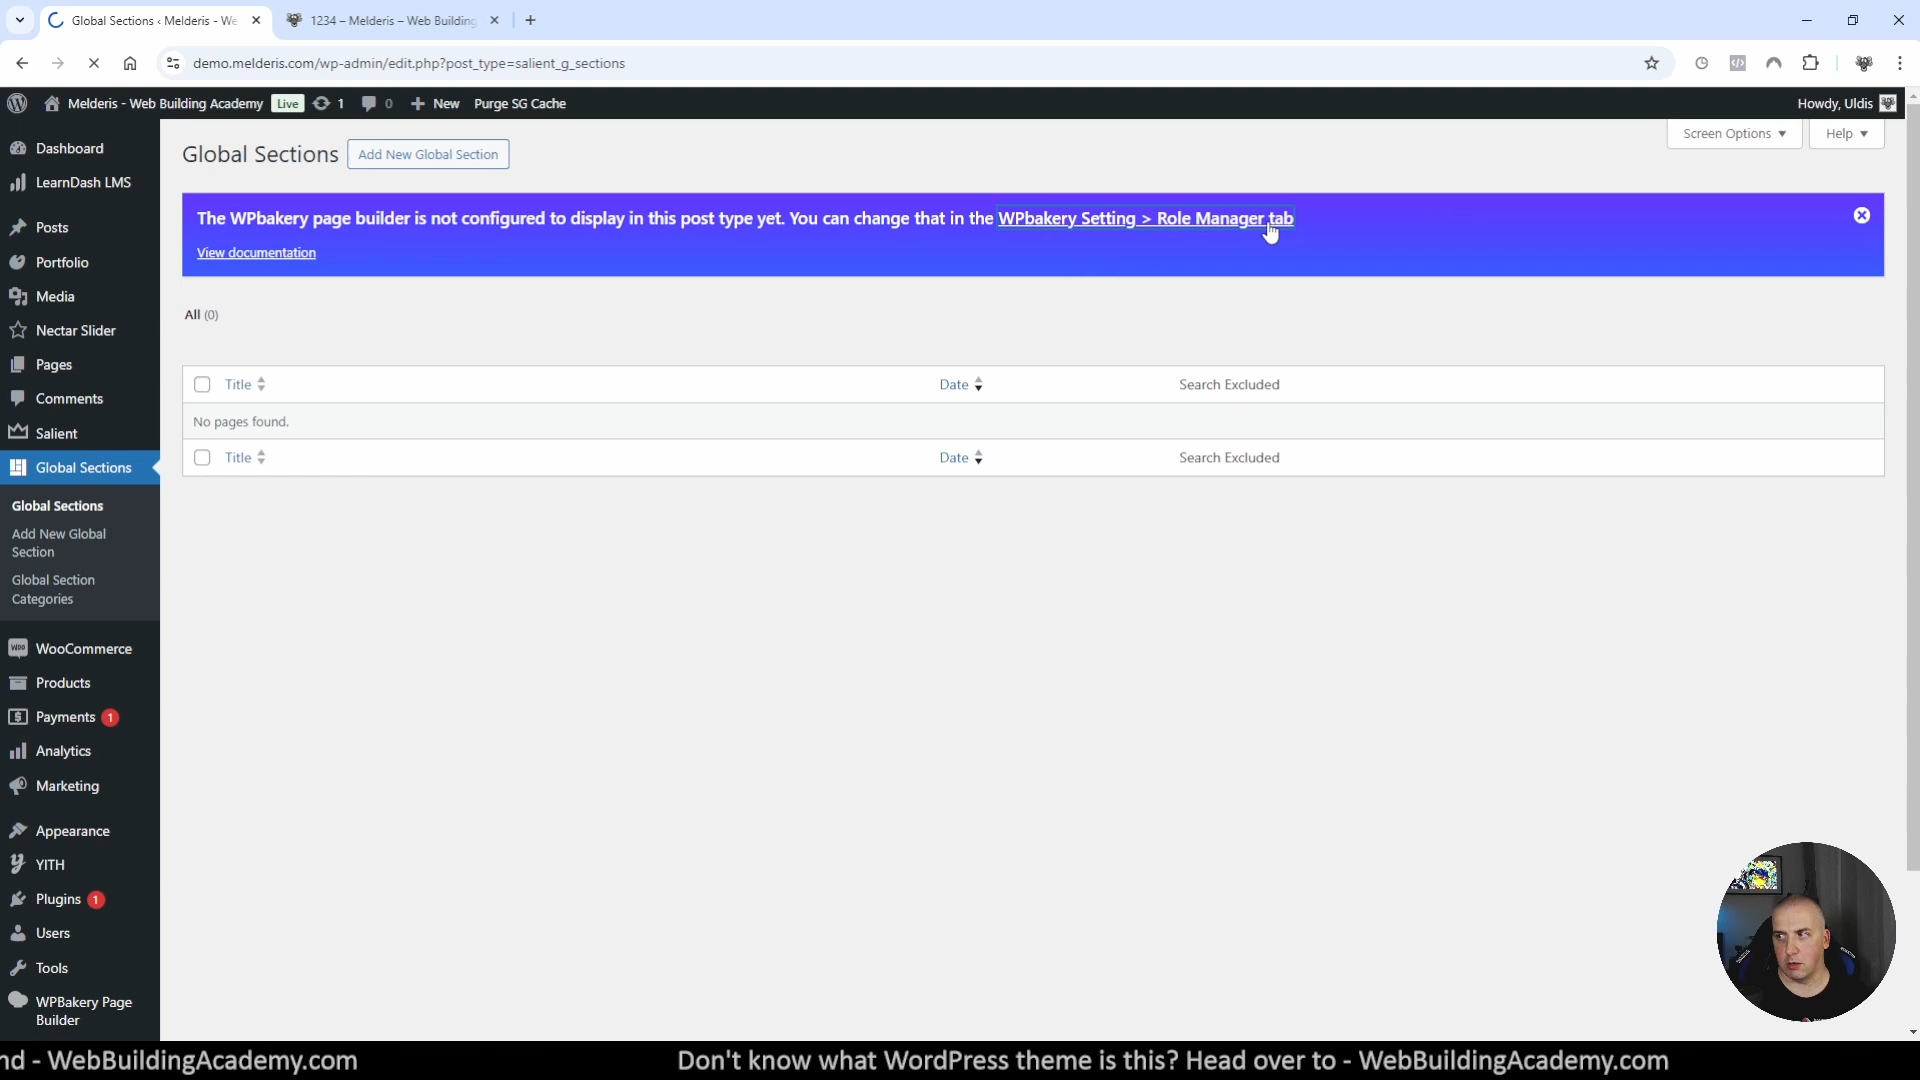 Global Sections ‹ Melderis - We
1234 – Melderis – Web Building
demo.melderis.com/wp-admin/edit.php?post_type=salient_g_sections
Melderis - Web Building Academy Live 1 0 New Purge SG Cache
Howdy, Uldis
Screen Options Help
Dashboard
LearnDash LMS
Posts
Portfolio
Media
Nectar Slider
Pages
Comments
Salient
Global Sections
Global Sections
Add New Global
Section
Global Section
Categories
WooCommerce
Products
Payments 1
Analytics
Marketing
Appearance
YITH
Plugins 1
Users
Tools
WPBakery Page
Builder
Global Sections Add New Global Section
The WPbakery page builder is not configured to display in this post type yet. You can change that in the WPbakery Setting > Role Manager tab
View documentation
All (0)
Title Date Search Excluded
No pages found.
Title Date Search Excluded
nd - WebBuildingAcademy.com Don't know what WordPress theme is this? Head over to - WebBuildingAcademy.com